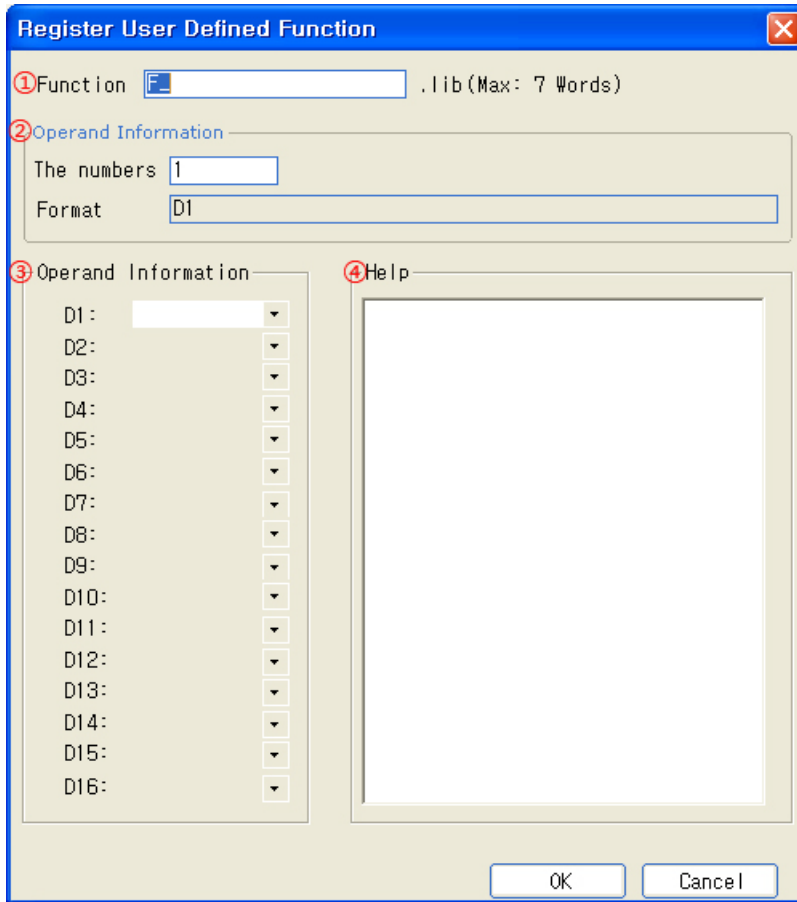 Register User Defined Function
①Function F_ .lib(Max: 7 Words)
②Operand Information
The numbers 1
Format D1
③Operand Information
D1:
D2:
D3:
D4:
D5:
D6:
D7:
D8:
D9:
D10:
D11:
D12:
D13:
D14:
D15:
D16:
④Help
OK Cancel